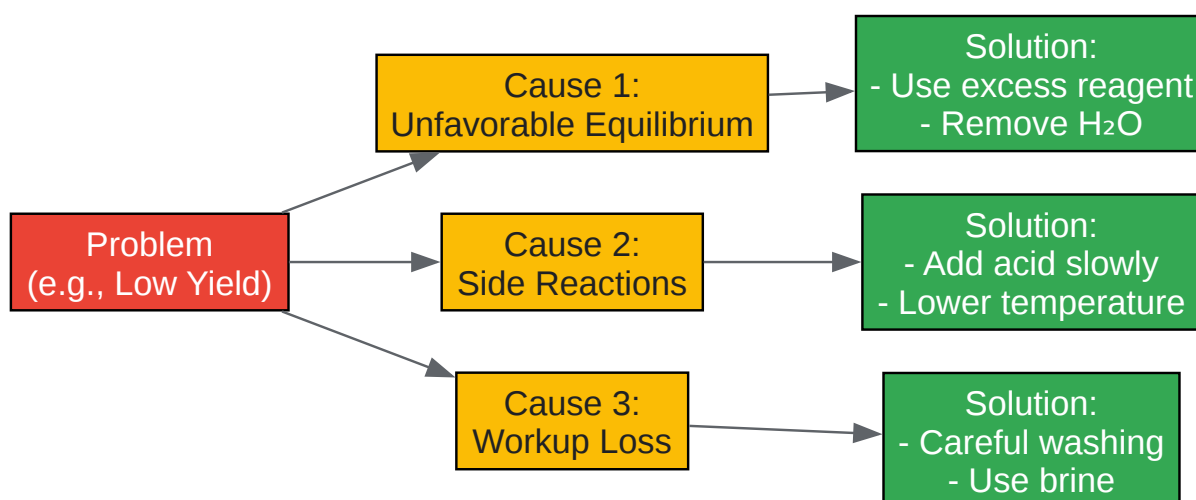 Problem
(e.g., Low Yield)
Cause 1:
Unfavorable Equilibrium
Solution:
- Use excess reagent
- Remove H₂O
Cause 2:
Side Reactions
Solution:
- Add acid slowly
- Lower temperature
Cause 3:
Workup Loss
Solution:
- Careful washing
- Use brine